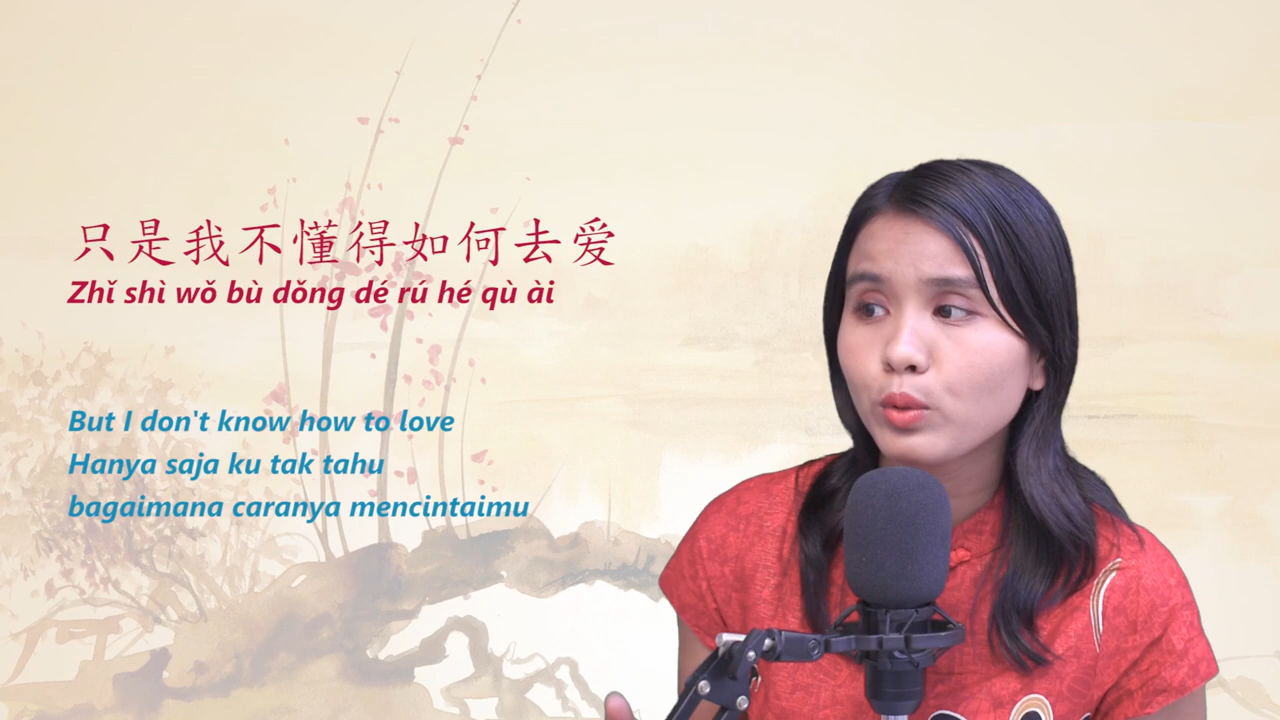 只是我不懂得如何去爱
Zhǐ shì wǒ bù dǒng dé rú hé qù ài
But I don't know how to love
Hanya saja ku tak tahu
bagaimana caranya mencintaimu